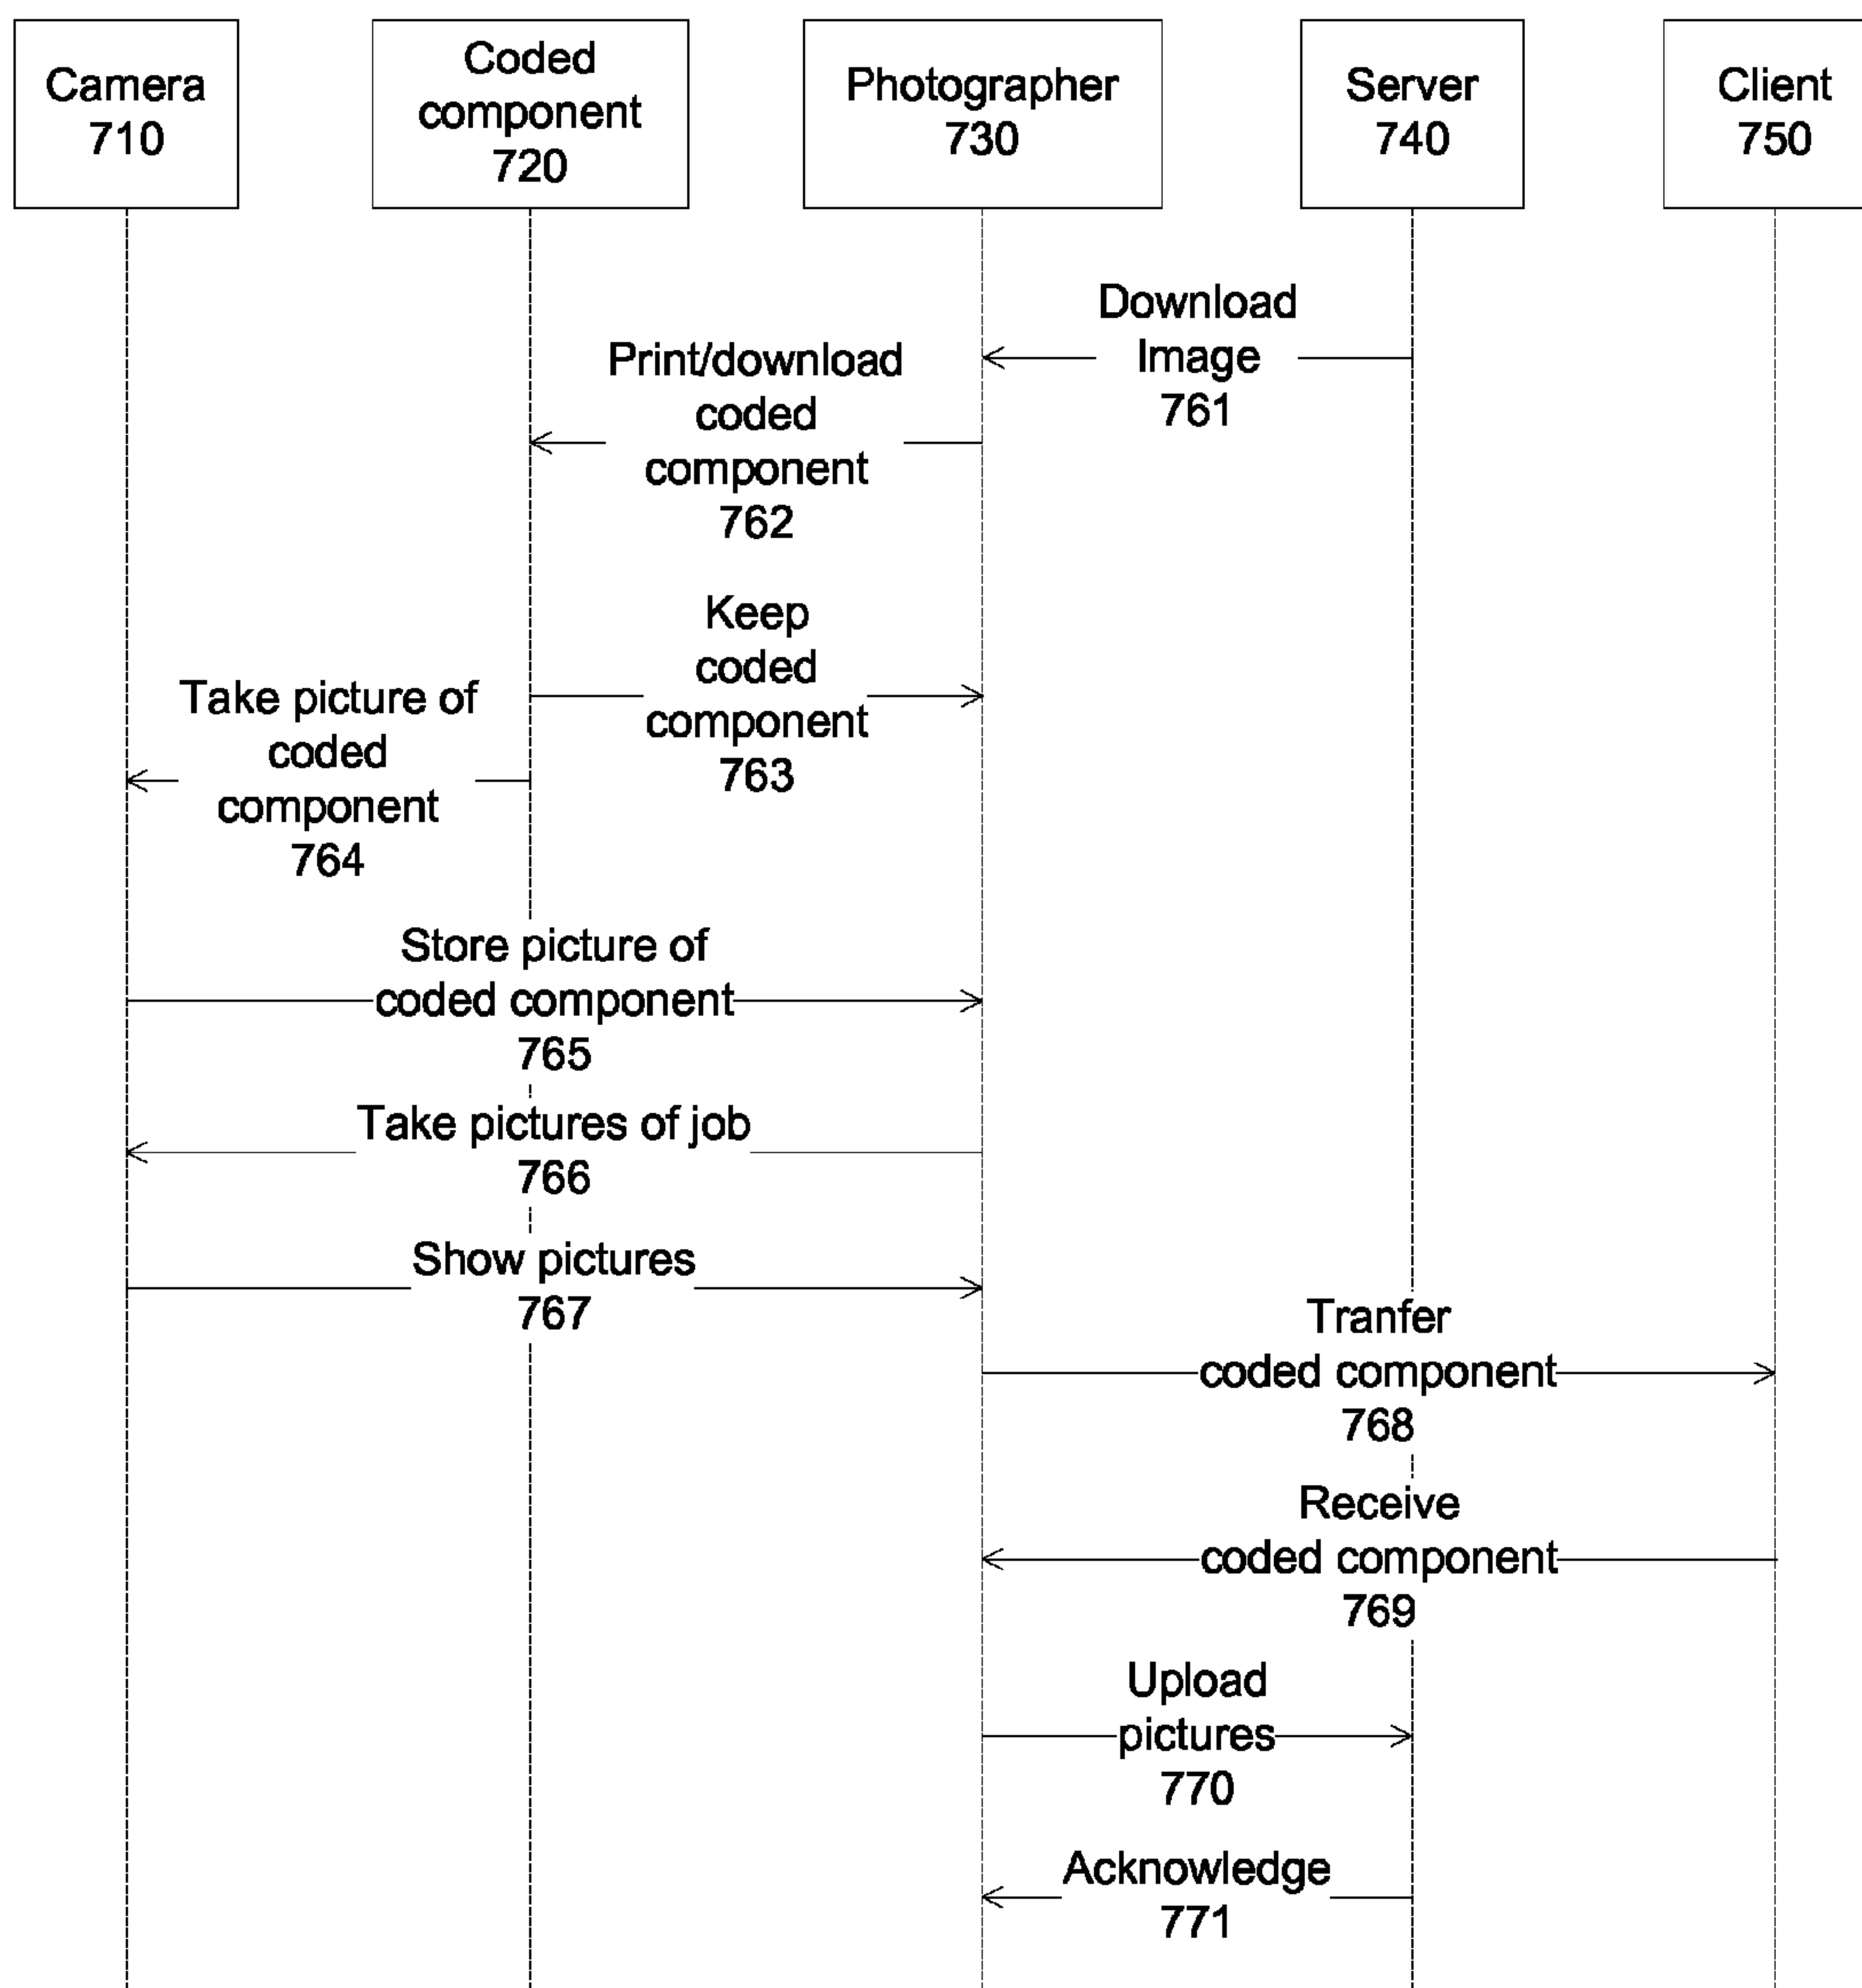 Camera
710
Coded
component
720
Photographer
730
Server
740
Client
750
Download
Image
761
Print/download
coded
component
762
Keep
coded
component
763
Take picture of
coded
component
764
Store picture of
coded component
765
Take pictures of job
766
Show pictures
767
Tranfer
coded component
768
Receive
coded component
769
Upload
pictures
770
Acknowledge
771